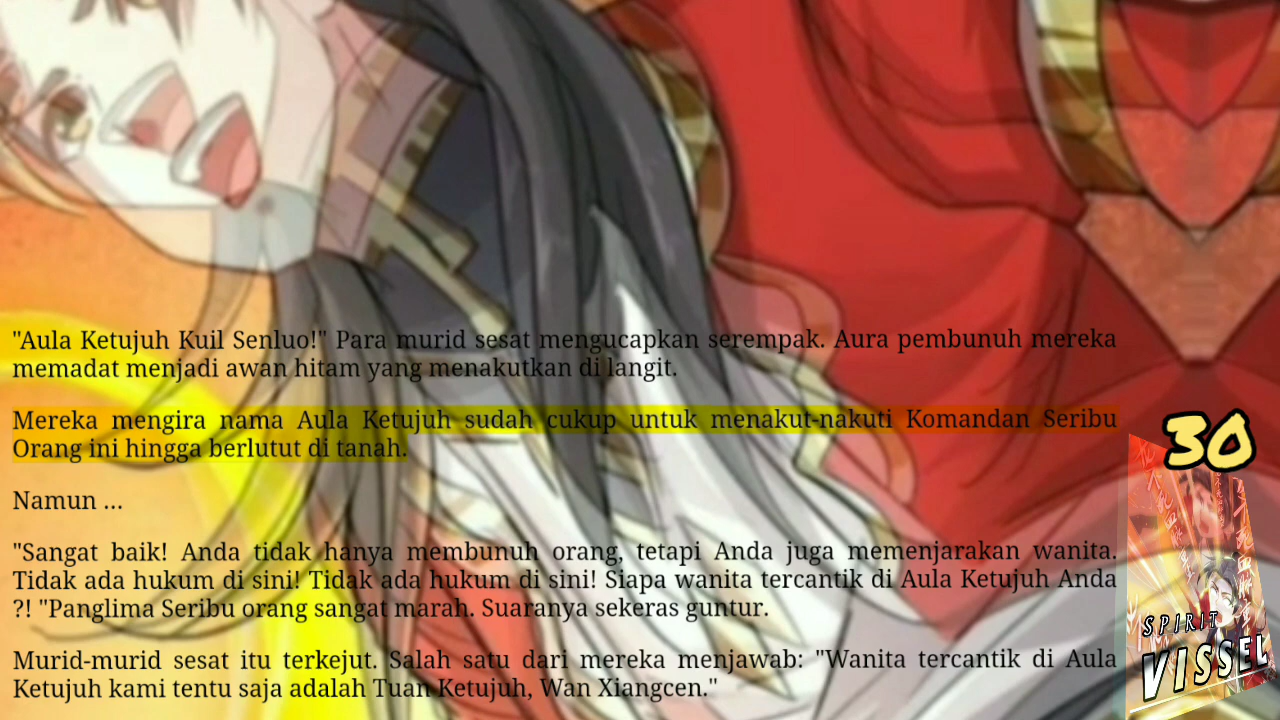 "Aula Ketujuh Kuil Senluo!" Para murid sesat mengucapkan serempak. Aura pembunuh mereka
memadat menjadi awan hitam yang menakutkan di langit.
Mereka mengira nama Aula Ketujuh sudah cukup untuk menakut-nakuti Komandan Seribu
Orang ini hingga berlutut di tanah.
Namun ...
"Sangat baik! Anda tidak hanya membunuh orang, tetapi Anda juga memenjarakan wanita.
Tidak ada hukum di sini! Tidak ada hukum di sini! Siapa wanita tercantik di Aula Ketujuh Anda
?! "Panglima Seribu orang sangat marah. Suaranya sekeras guntur.
Murid-murid sesat itu terkejut. Salah satu dari mereka menjawab: "Wanita tercantik di Aula
Ketujuh kami tentu saja adalah Tuan Ketujuh, Wan Xiangcen."
30
SPIRIT
VISSEL